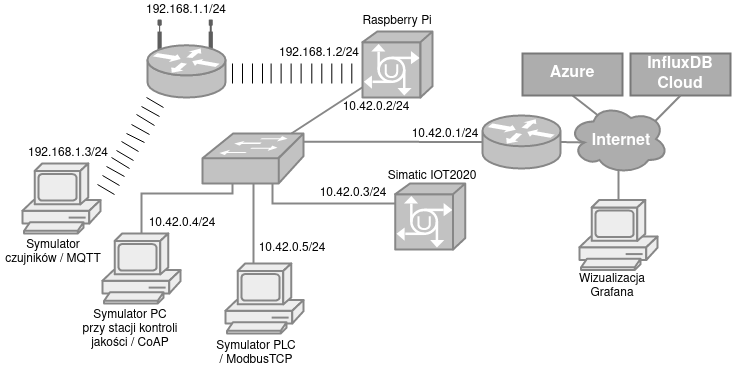 192.168.1.1/24
Raspberry Pi
192.168.1.2/24
10.42.0.2/24
Azure
InfluxDB
Cloud
10.42.0.1/24
Internet
192.168.1.3/24
Simatic IOT2020
10.42.0.3/24
10.42.0.4/24
Symulator
czujników / MQTT
10.42.0.5/24
Wizualizacja
Grafana
Symulator PC
przy stacji kontroli
jakości / CoAP
Symulator PLC
/ ModbusTCP